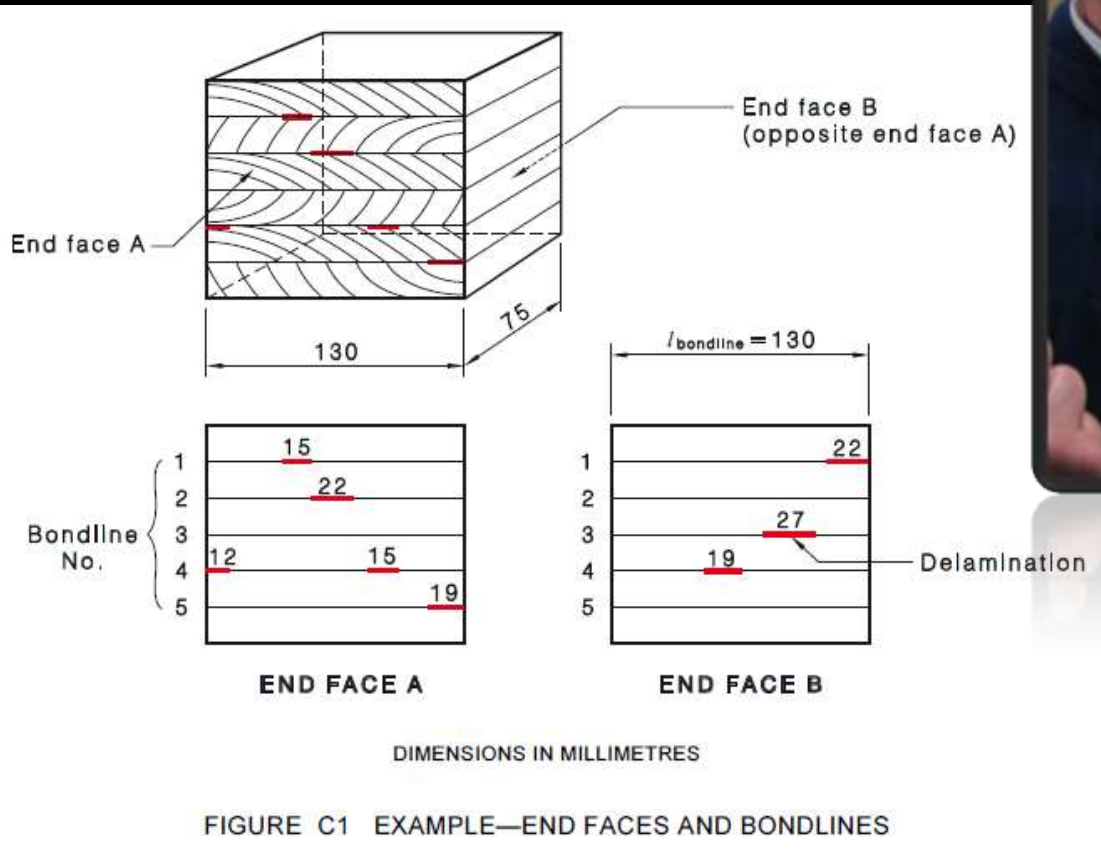 End face B
(opposite end face A)
End face A
130
75
l bondline = 130
Bondline
No.
1
2
3
4
5
15
22
12
15
19
END FACE A
1
2
3
4
5
22
27
19
Delamination
END FACE B
DIMENSIONS IN MILLIMETRES
FIGURE C1 EXAMPLE—END FACES AND BONDLINES